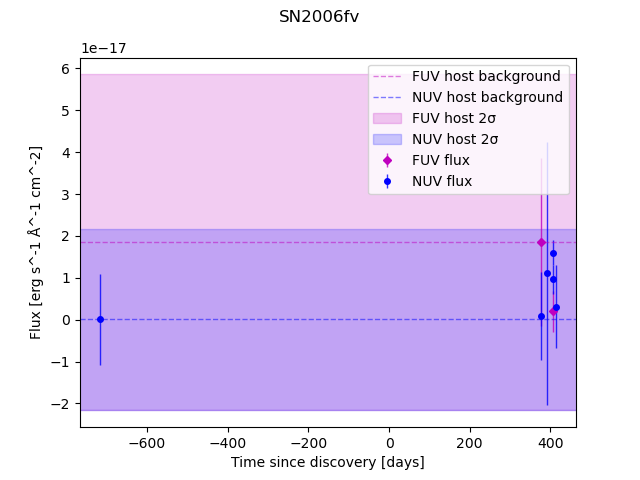 SN2006fv
1e−17
FUV host background
NUV host background
FUV host 2σ
NUV host 2σ
FUV flux
NUV flux
6
5
4
3
2
1
0
−1
−2
Flux [erg s^-1 Å^-1 cm^-2]
−600
−400
−200
0
200
400
Time since discovery [days]